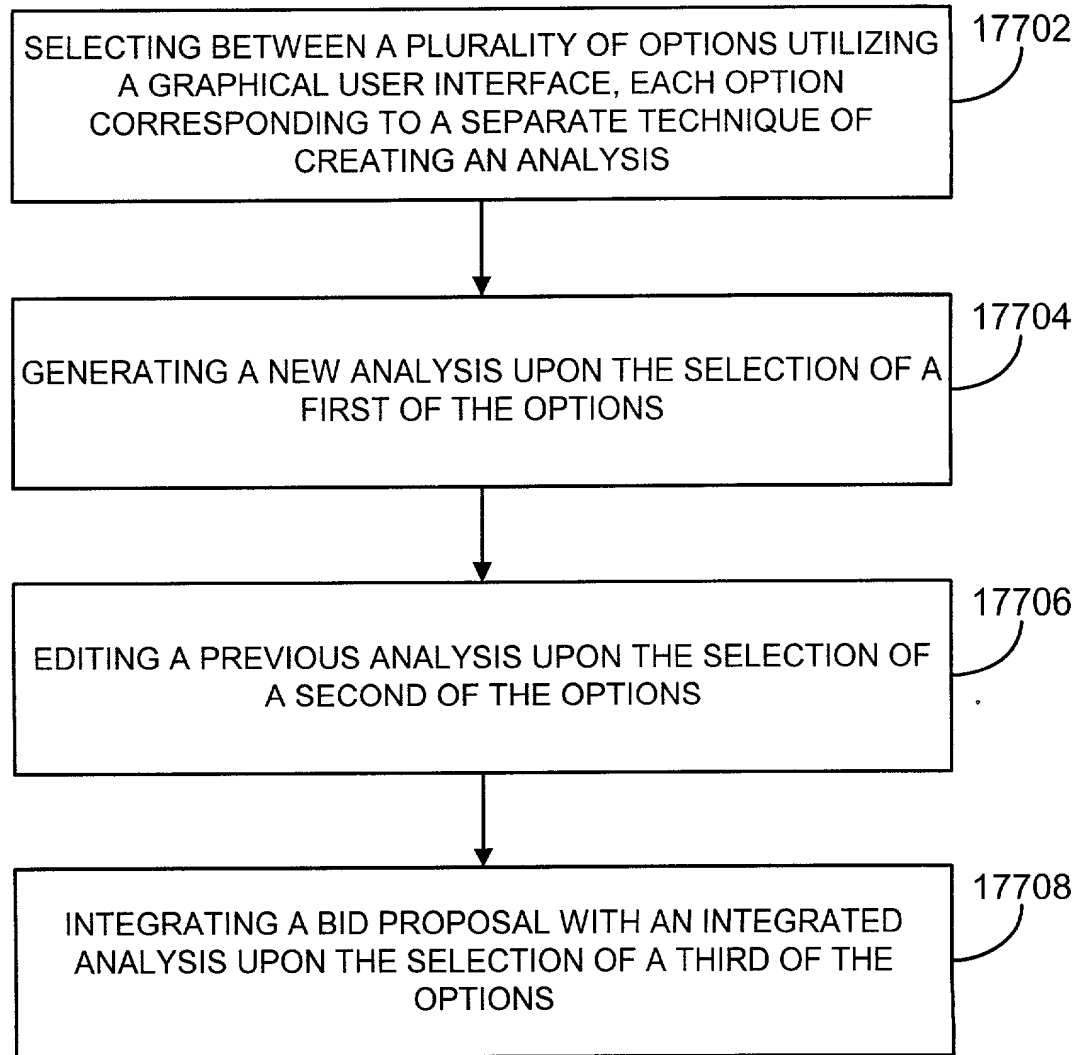 17702
SELECTING BETWEEN A PLURALITY OF OPTIONS UTILIZING
A GRAPHICAL USER INTERFACE, EACH OPTION
CORRESPONDING TO A SEPARATE TECHNIQUE OF
CREATING AN ANALYSIS
17704
GENERATING A NEW ANALYSIS UPON THE SELECTION OF A
FIRST OF THE OPTIONS
17706
EDITING A PREVIOUS ANALYSIS UPON THE SELECTION OF
A SECOND OF THE OPTIONS
17708
INTEGRATING A BID PROPOSAL WITH AN INTEGRATED
ANALYSIS UPON THE SELECTION OF A THIRD OF THE
OPTIONS